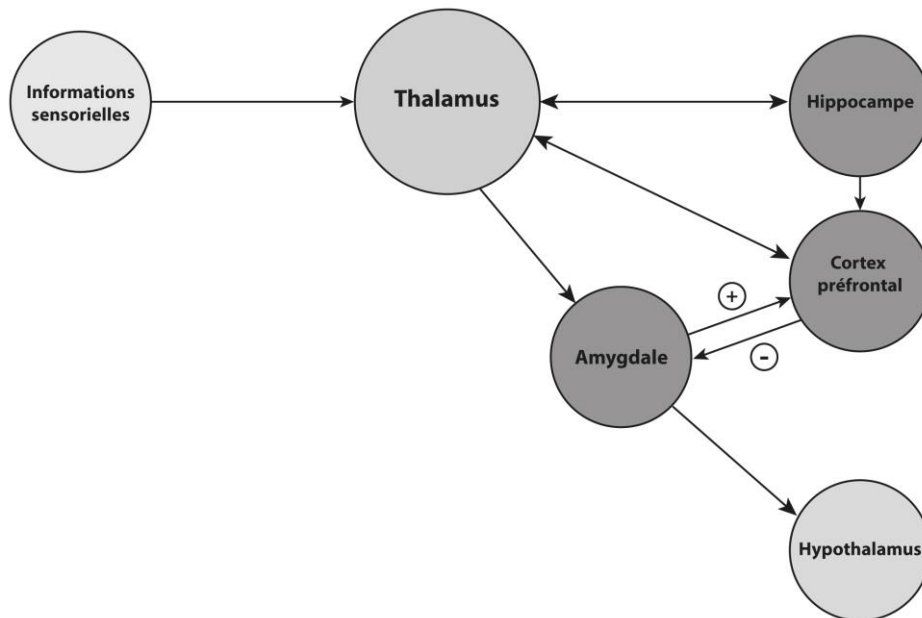 Informations
sensorielles
Thalamus
Hippocampe
Cortex
préfrontal
+
-
Amygdale
Hypothalamus